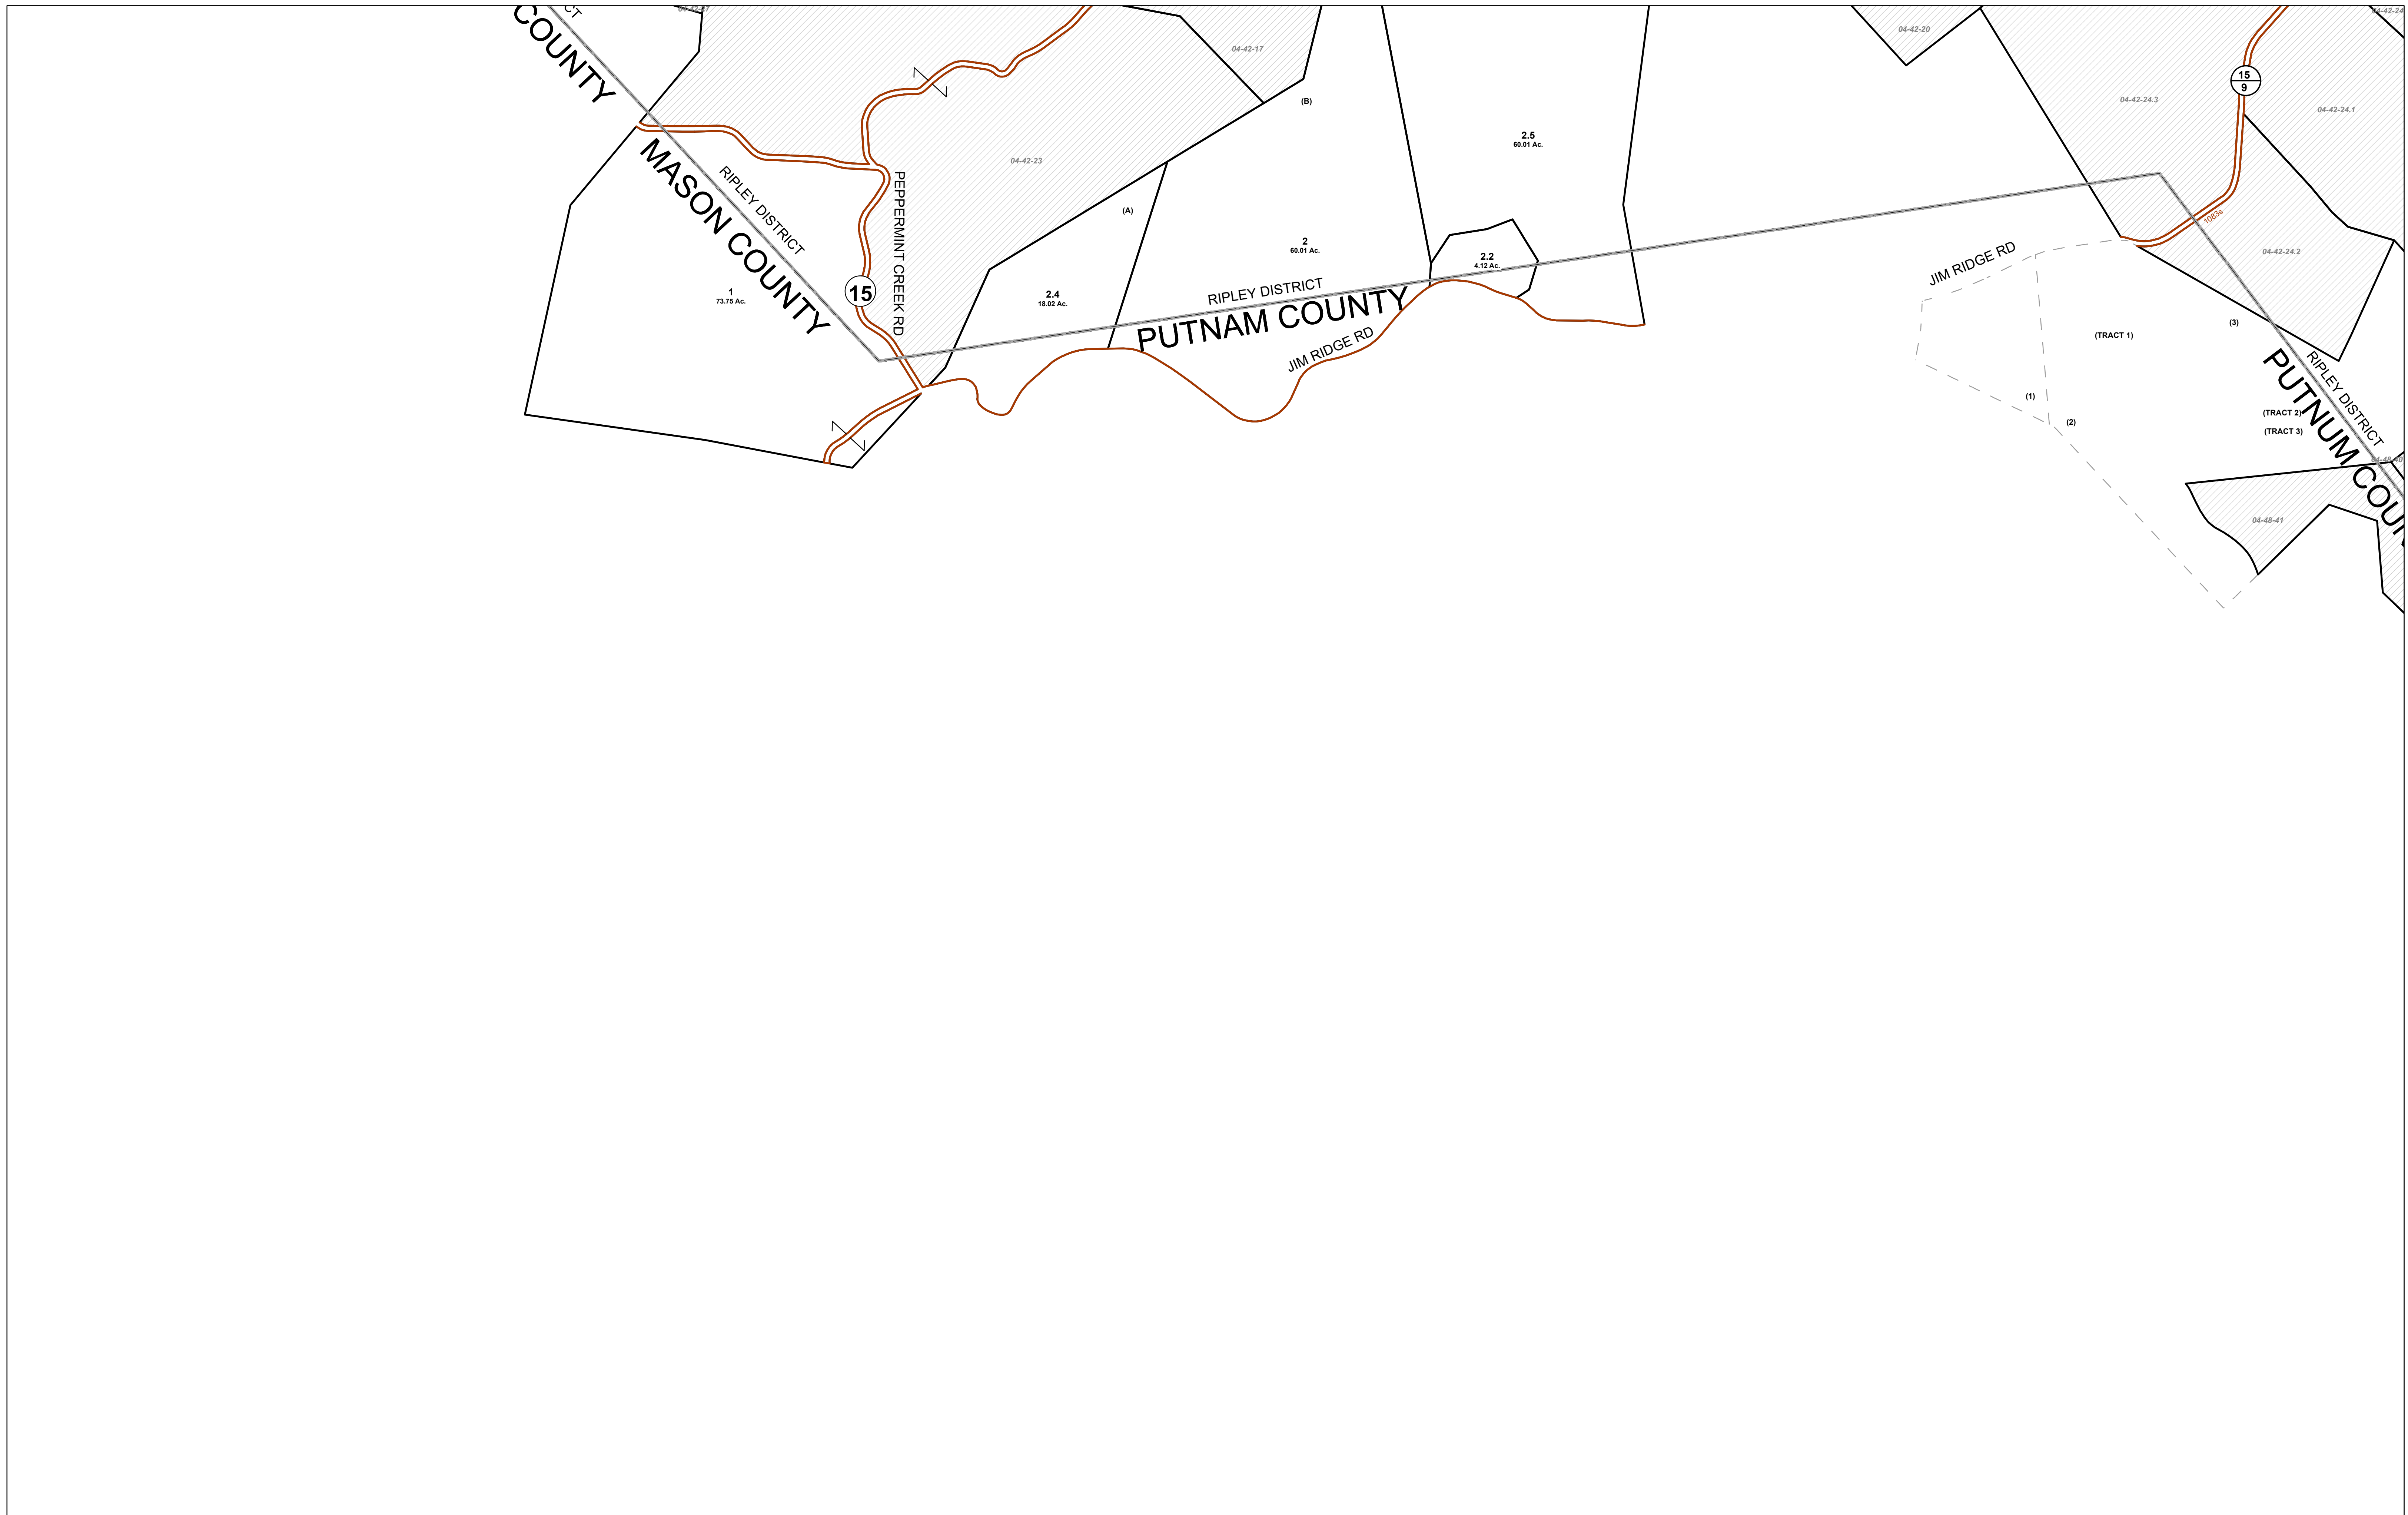 04-42-17
04-42-20
04-42-24.3
15
9
04-42-24.1
COUNTY
MASON COUNTY
RIPLEY DISTRICT
PEPPERMINT CREEK RD
04-42-23
(B)
(A)
2.5
60.01 Ac.
2
60.01 Ac.
2.2
4.12 Ac.
1
73.75 Ac.
15
2.4
18.02 Ac.
RIPLEY DISTRICT
PUTNAM COUNTY
JIM RIDGE RD
JIM RIDGE RD
1083s
04-42-24.2
(3)
(TRACT 1)
RIPLEY DISTRICT
PUTNUM COUN
(1)
(2)
(TRACT 2)
(TRACT 3)
04-48-41